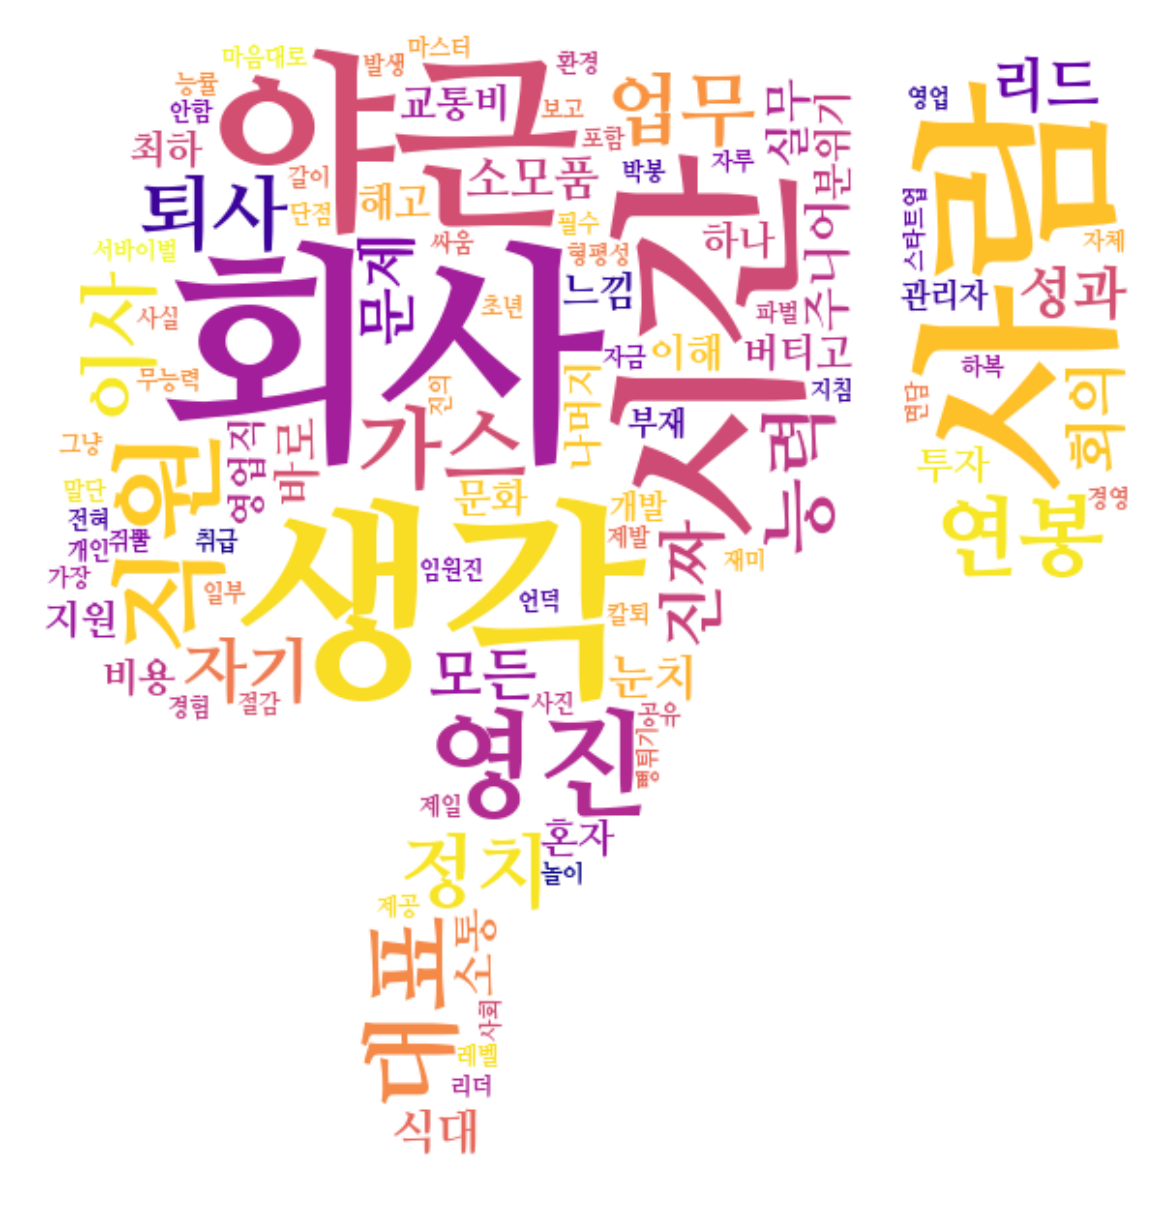 마스터
마음대로
발생
환경
능률
안함
야근
교통비
보고
업무
실무
포함
최하
갈이
단점
해고
소모품
박봉
자루
분위기
퇴사
필수
서바이벌
문제
싸움
형평성
하나
주니어
시간
회사
느낌
초년
이사
사실
파벌
자금
이해
버티고
무능력
진의
지침
나머지
부재
능력
그냥
영업직
바로
가스
직원
말단
문화
개발
전혀
개인
쥐뿔
취급
제발
진짜
재미
생각
임원진
가장
일부
언덕
칼퇴
지원
비용
자기
모든
눈치
경험
절감
사진
공유
영진
뻥튀기
제일
정치
혼자
놀이
제공
대표
소통
사회
레벨
리더
식대
리드
영업
사람
스타트업
자체
관리자
성과
하복
면담
회의
투자
경영
연봉